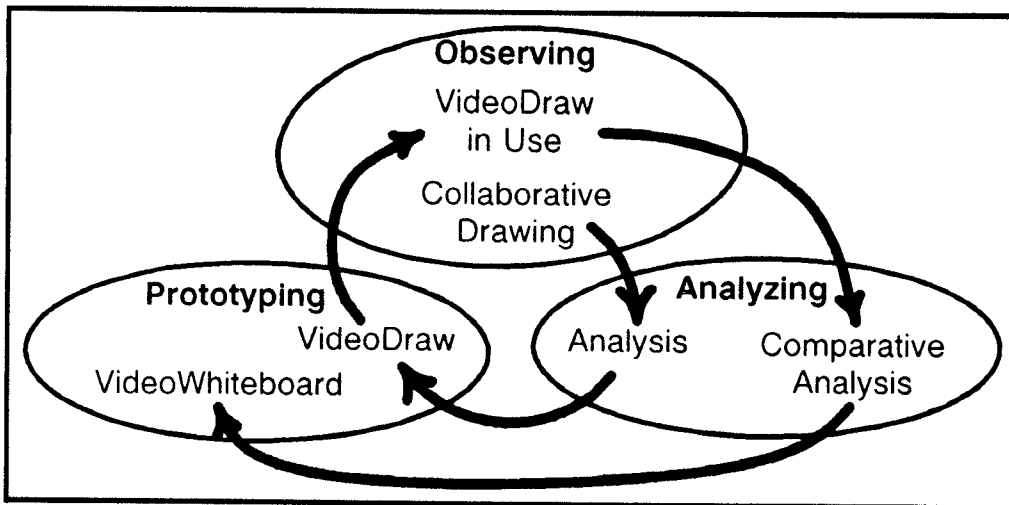 Observing
VideoDraw
in Use
Collaborative
Drawing
Prototyping
VideoDraw
VideoWhiteboard
Analyzing
Analysis
Comparative
Analysis